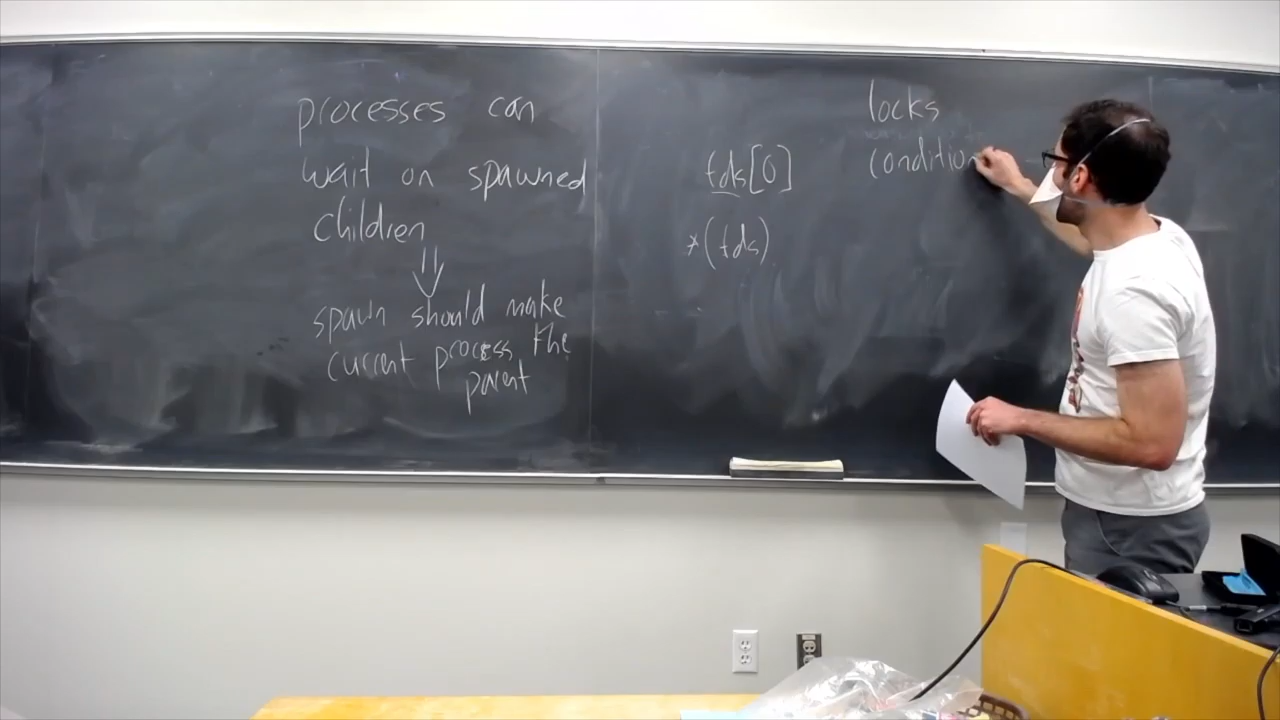 processes can
wait on spawned
children
⇓
spawn should make
current process the
parent
fds[0]
*(fds)
locks
condition